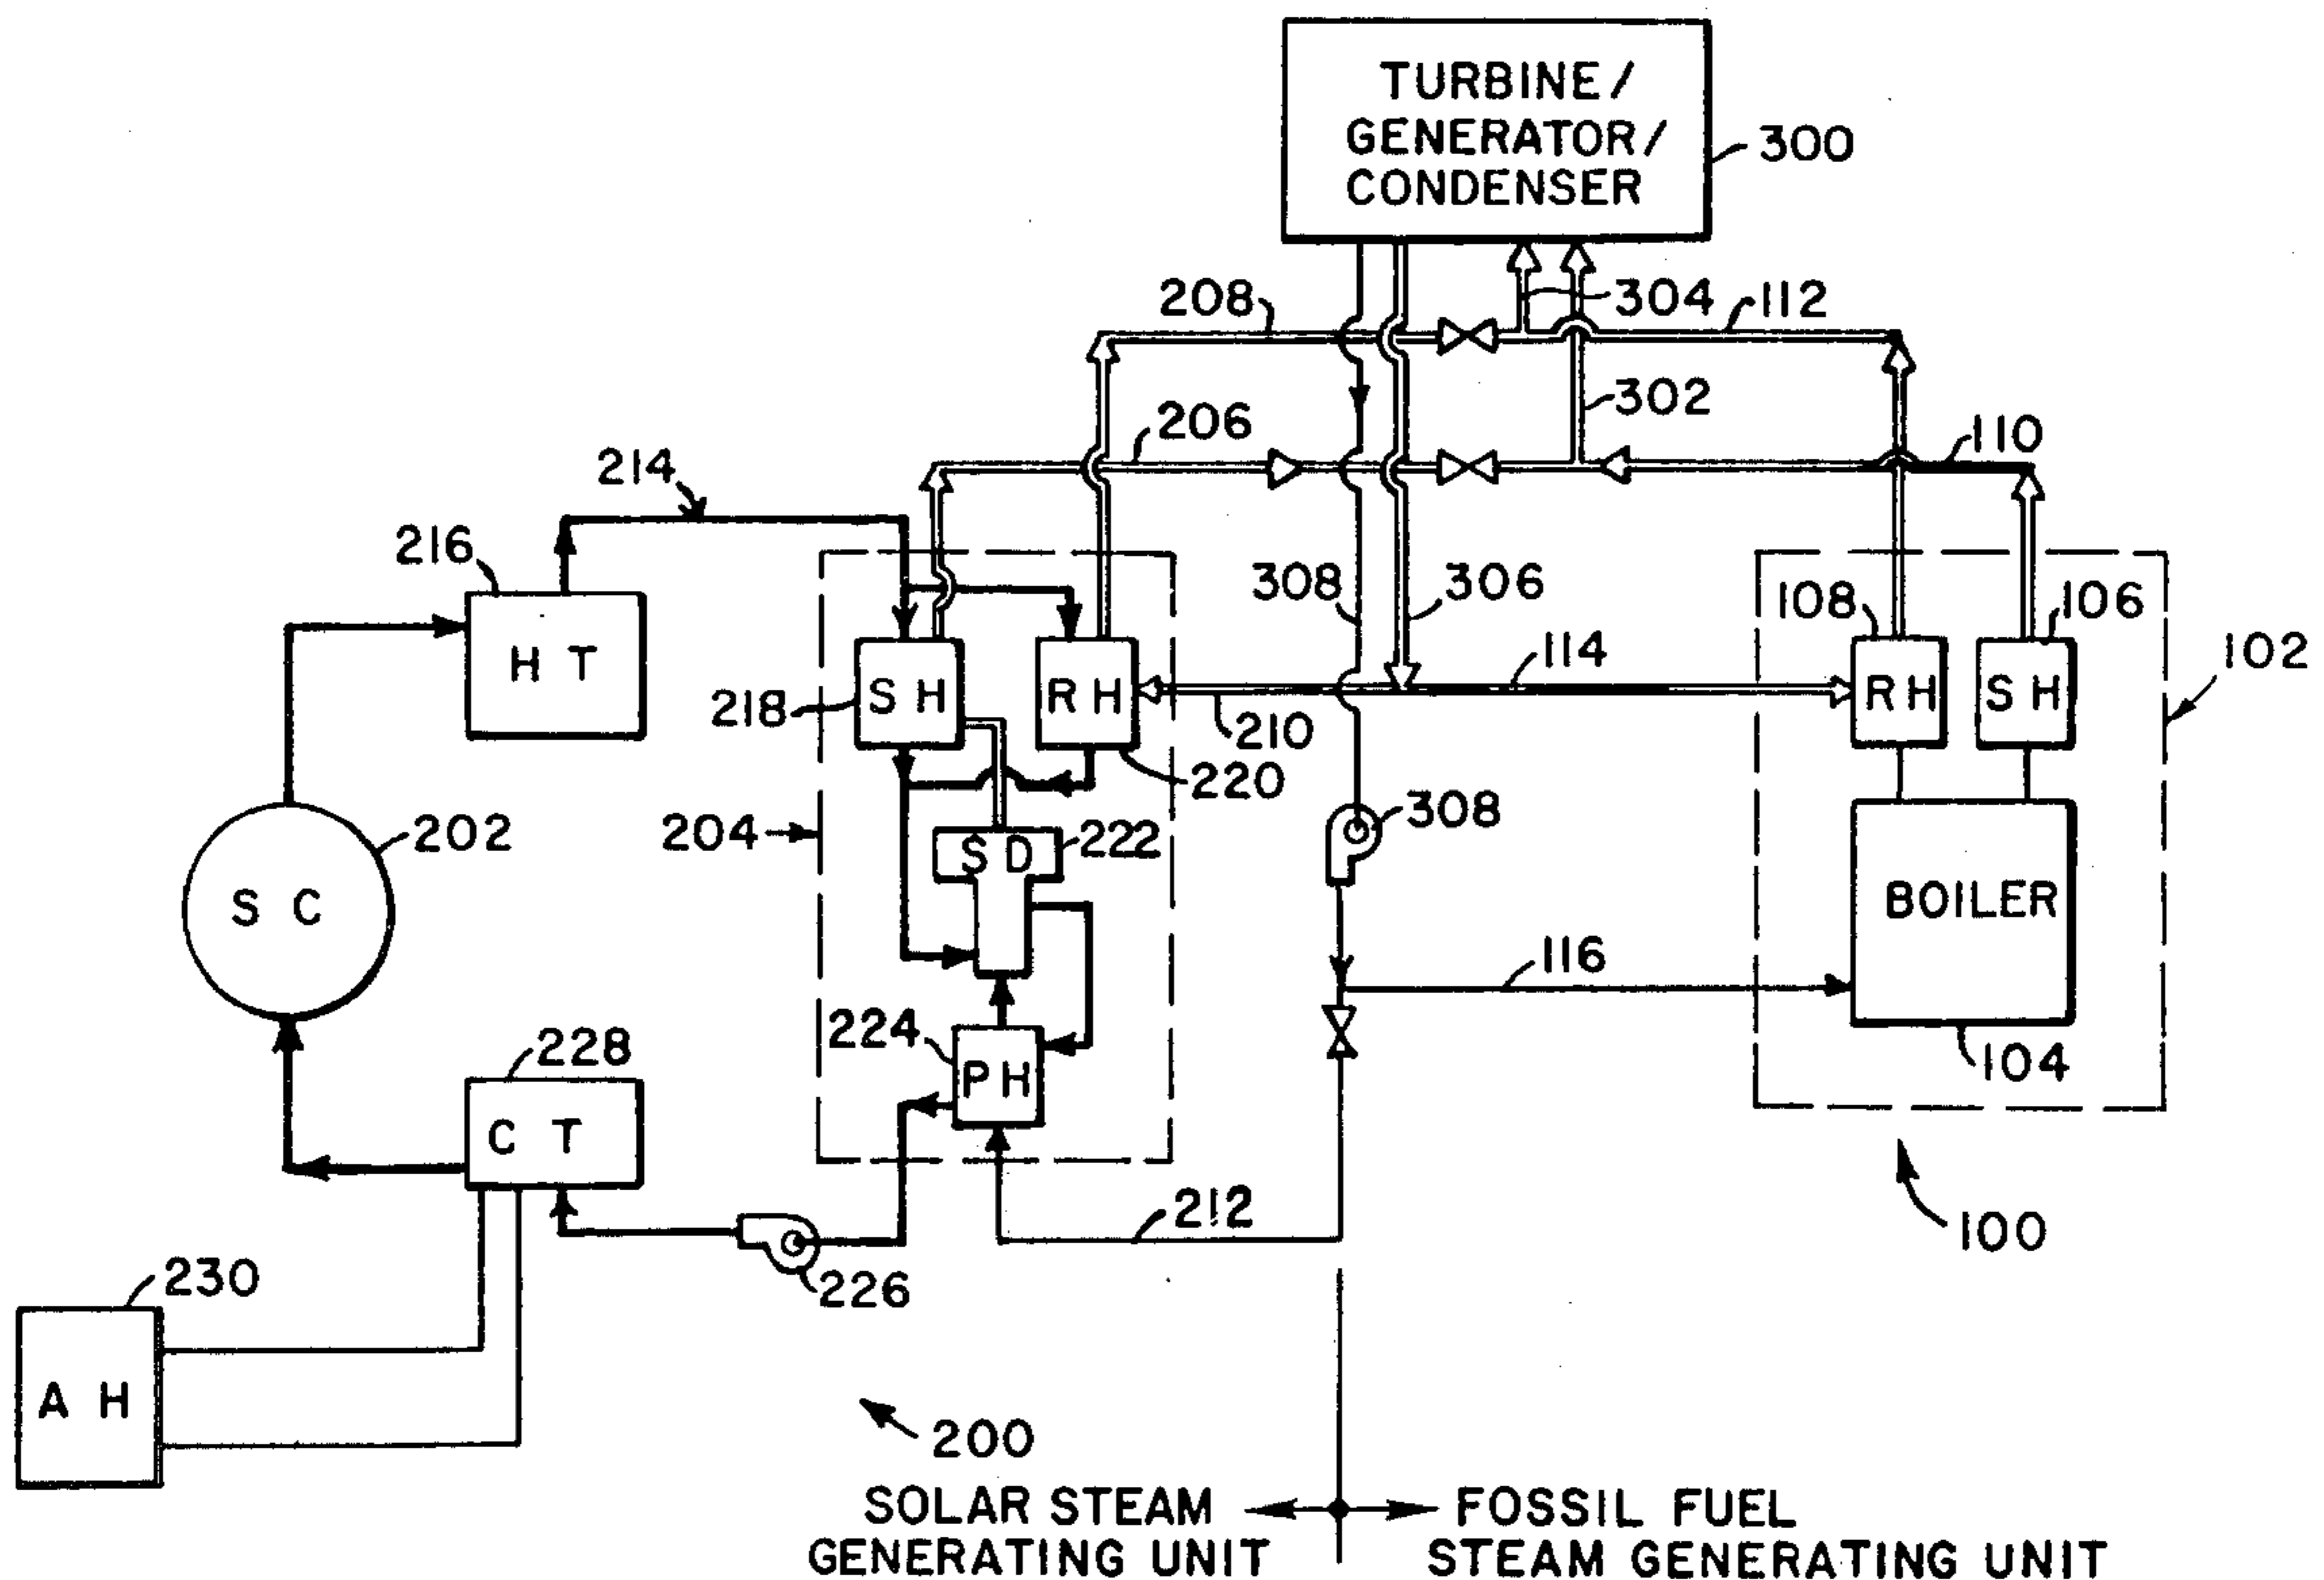 TURBINE/
GENERATOR/
CONDENSER
300
208
304
112
302
206
110
214
216
308
306
108
106
H T
114
102
218
S H
R H
R H
S H
210
220
204
222
308
202
S D
S C
BOILER
116
224
228
P H
104
C T
212
100
230
226
A H
200
SOLAR STEAM
GENERATING UNIT
FOSSIL FUEL
STEAM GENERATING UNIT